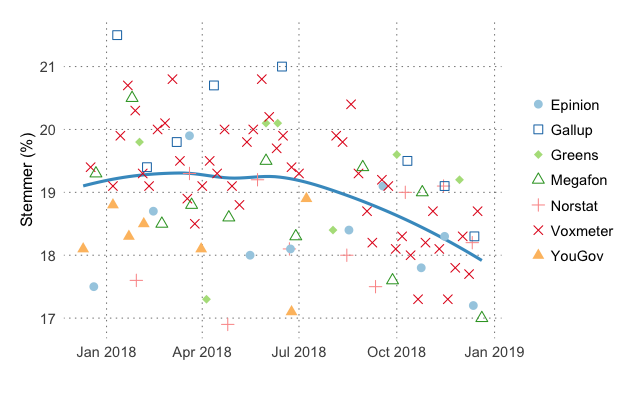 21
20
19
18
17
Stemmer (%)
Jan 2018 Apr 2018 Jul 2018 Oct 2018 Jan 2019
Epinion
Gallup
Greens
Megafon
Norstat
Voxmeter
YouGov